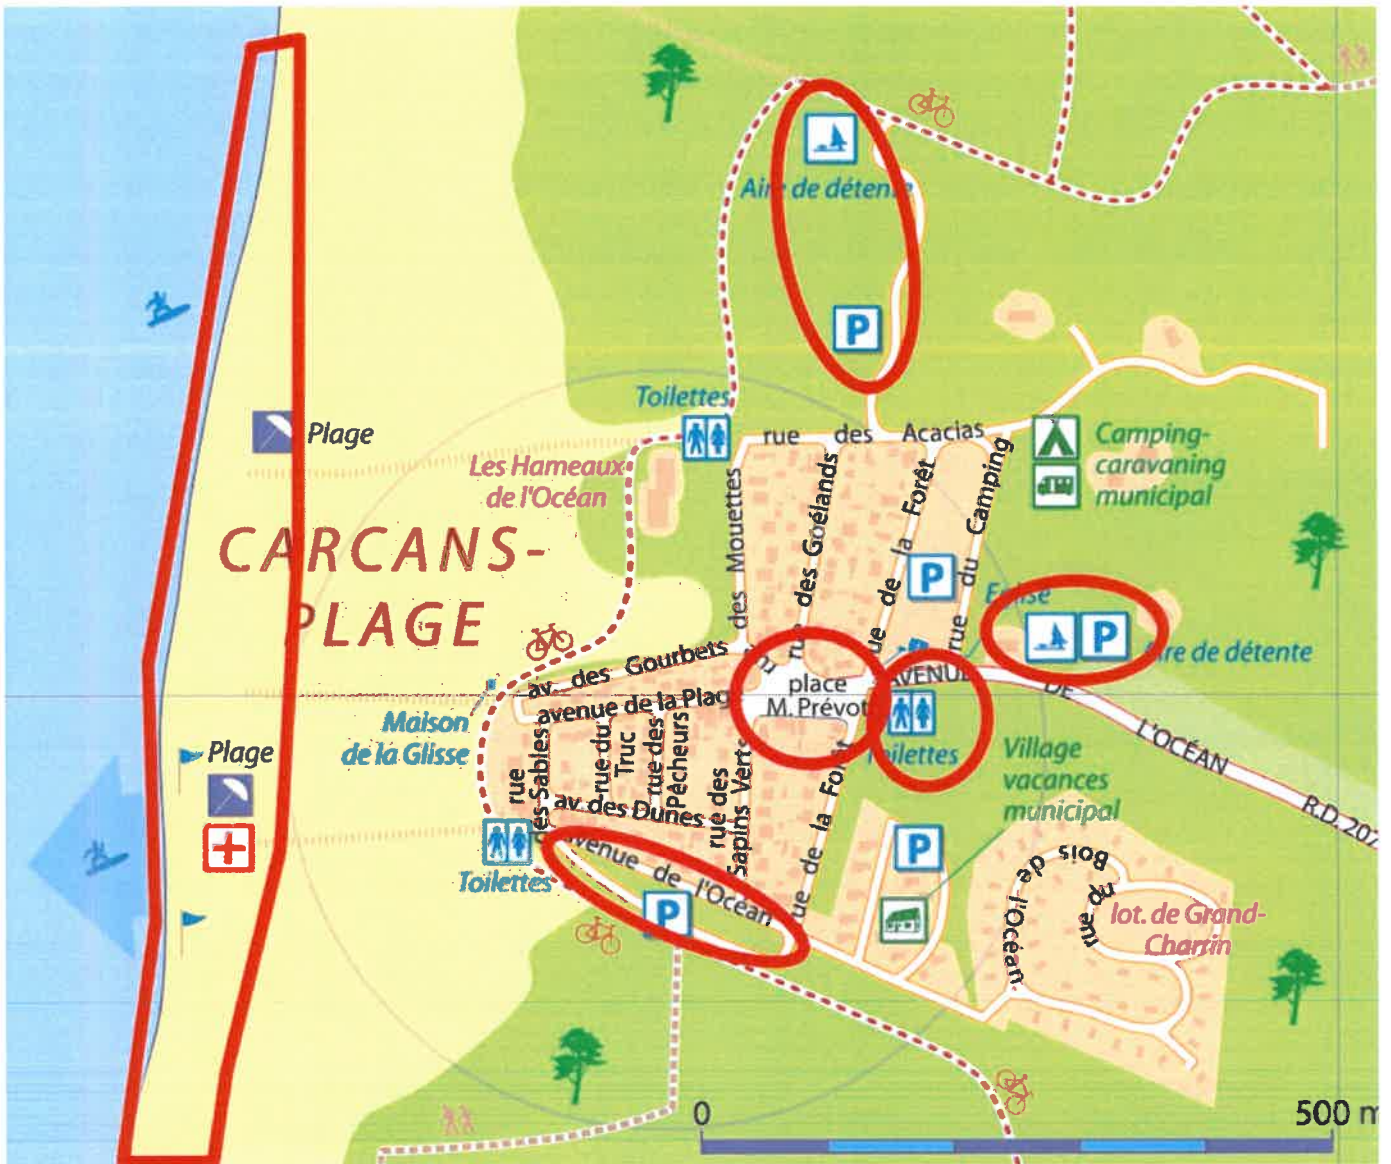 Aire de détente
P
Toilettes
Plage
rue des Acacias
Camping-
caravaning
municipal
Les Hameaux
de l'Océan
CARCANS-
PLAGE
des Mouettes
rue des Goélands
rue de la Forêt
rue du Camping
P
Eglise
P
Aire de détente
av. des Gourbets
avenue de la Plage
place
M. Prévot
AVENUE DE L'OCÉAN
R.D. 207
Toilettes
Maison
de la Glisse
Plage
rue
des Sables
rue du
Truc
rue des
Pêcheurs
rue des
Sapins Verts
av. des Dunes
rue de la Forêt
Village
vacances
municipal
P
Toilettes
avenue de l'Océan
P
rue du Bois de l'Océan
lot. de Grand-
Charrin
0
500 m